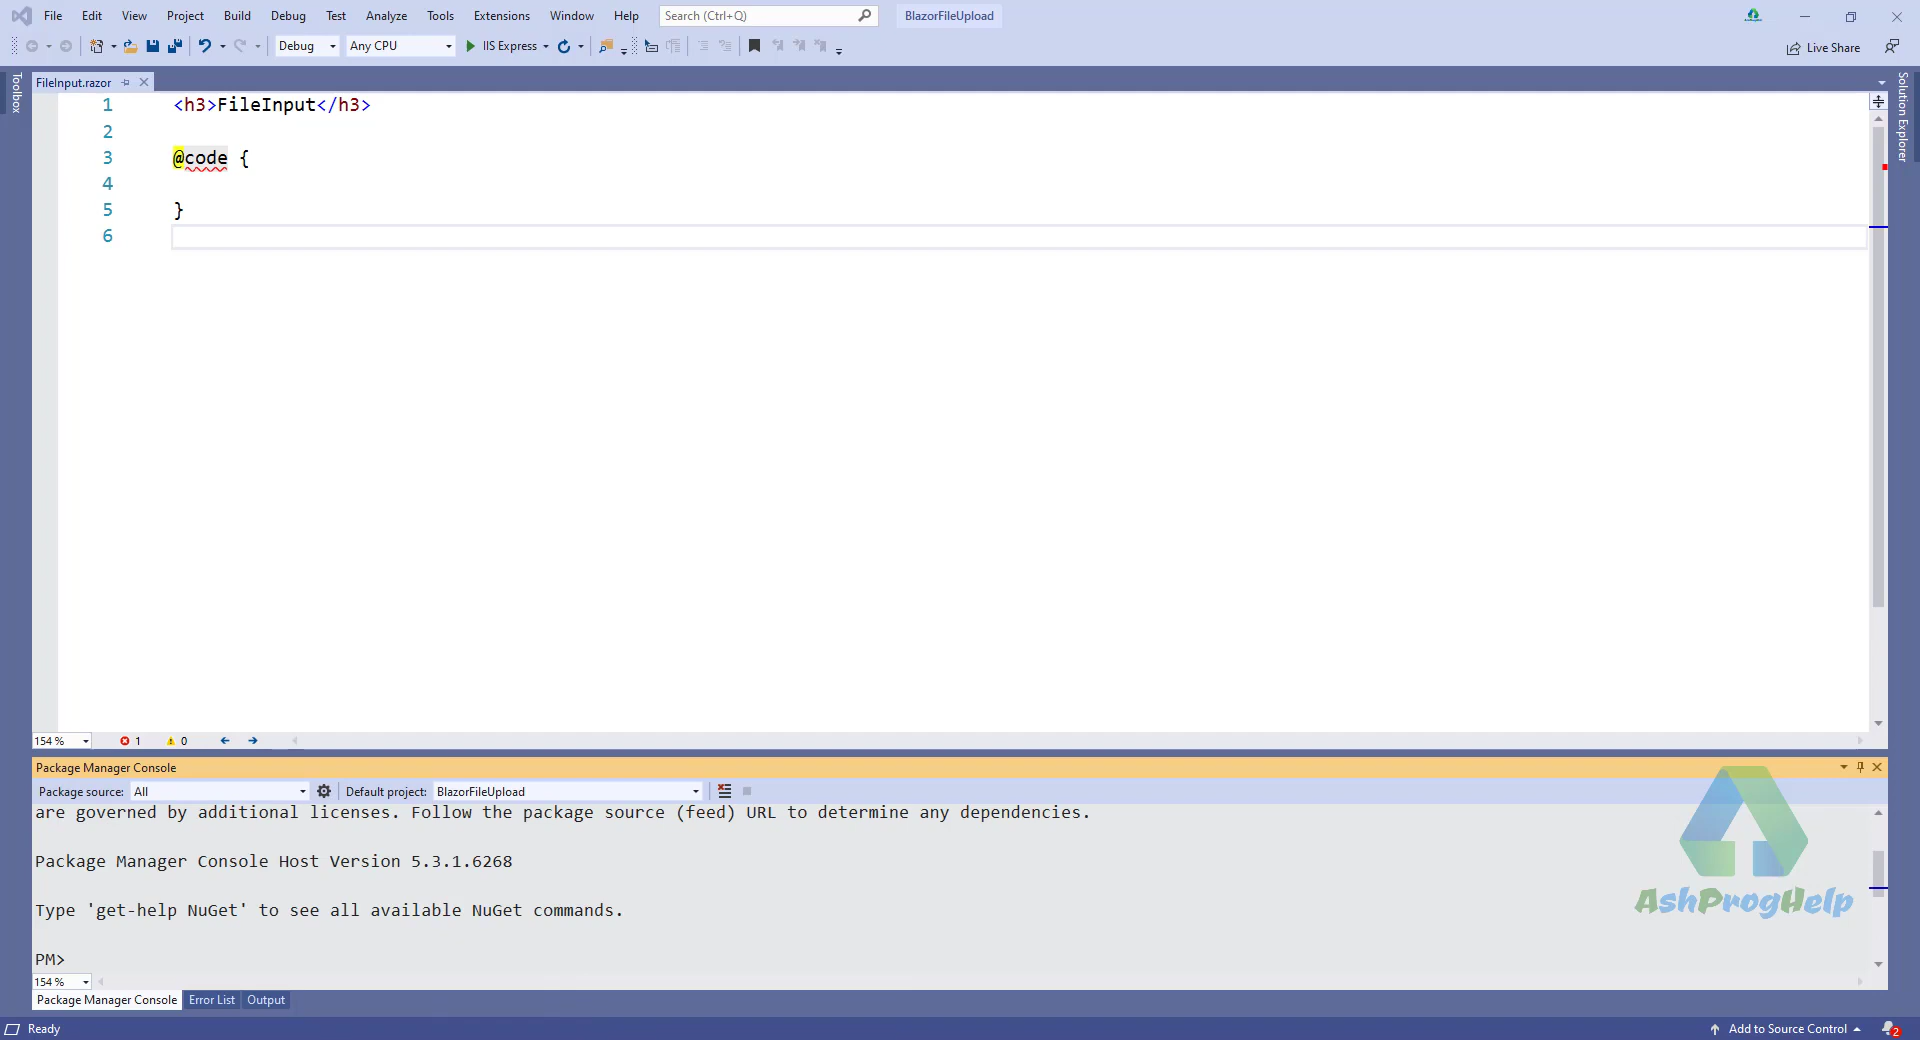 File Edit View Project Build Debug Test Analyze Tools Extensions Window Help Search (Ctrl+Q) BlazorFileUpload
Debug Any CPU IIS Express Live Share
Toolbox
FileInput.razor
Solution Explorer
1 <h3>FileInput</h3>
2
3 @code {
4
5 }
6
154 % 1 0
Package Manager Console
Package source: All Default project: BlazorFileUpload
are governed by additional licenses. Follow the package source (feed) URL to determine any dependencies.
Package Manager Console Host Version 5.3.1.6268
Type 'get-help NuGet' to see all available NuGet commands.
AshProgHelp
PM>
154 %
Package Manager Console Error List Output
Ready Add to Source Control 2